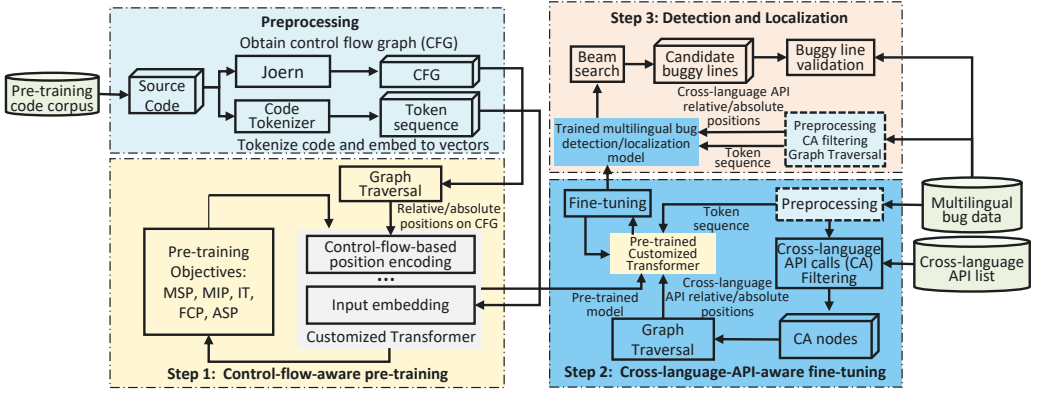 Preprocessing
Obtain control flow graph (CFG)
Pre-training
code corpus
Source
Code
Joern
CFG
Code
Tokenizer
Token
sequence
Tokenize code and embed to vectors
Graph
Traversal
Relative/absolute
positions on CFG
Pre-training
Objectives:
MSP, MIP, IT,
FCP, ASP
Control-flow-based
position encoding
...
Input embedding
Customized Transformer
Step 1: Control-flow-aware pre-training
Step 3: Detection and Localization
Beam
search
Candidate
buggy lines
Buggy line
validation
Cross-language API
relative/absolute
positions
Trained multilingual bug
detection/localization
model
Token
sequence
Preprocessing
CA filtering
Graph Traversal
Fine-tuning
Token
sequence
Preprocessing
Multilingual
bug data
Pre-trained
Customized
Transformer
Cross-language
API calls (CA)
Filtering
Cross-language
API list
Pre-trained
model
Cross-language
API relative/absolute
positions
Graph
Traversal
CA nodes
Step 2: Cross-language-API-aware fine-tuning